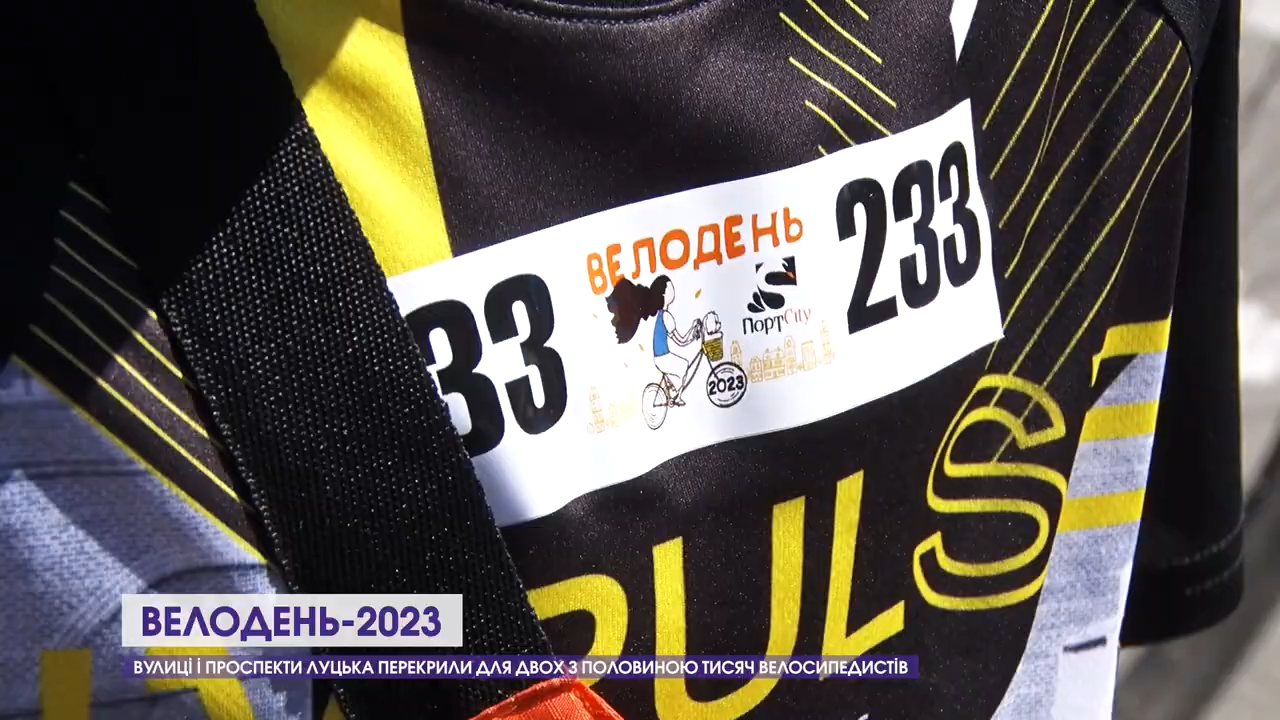 ВЕЛОДЕНЬ
33
ПортCity
233
2023
PULS
ВЕЛОДЕНЬ-2023
ВУЛИЦІ І ПРОСПЕКТИ ЛУЦЬКА ПЕРЕКРИЛИ ДЛЯ ДВОХ З ПОЛОВИНОЮ ТИСЯЧ ВЕЛОСИПЕДИСТІВ